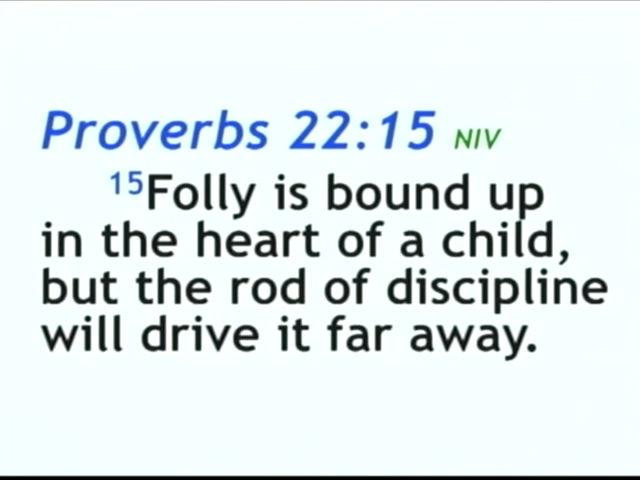 Proverbs 22:15 NIV
15Folly is bound up
in the heart of a child,
but the rod of discipline
will drive it far away.